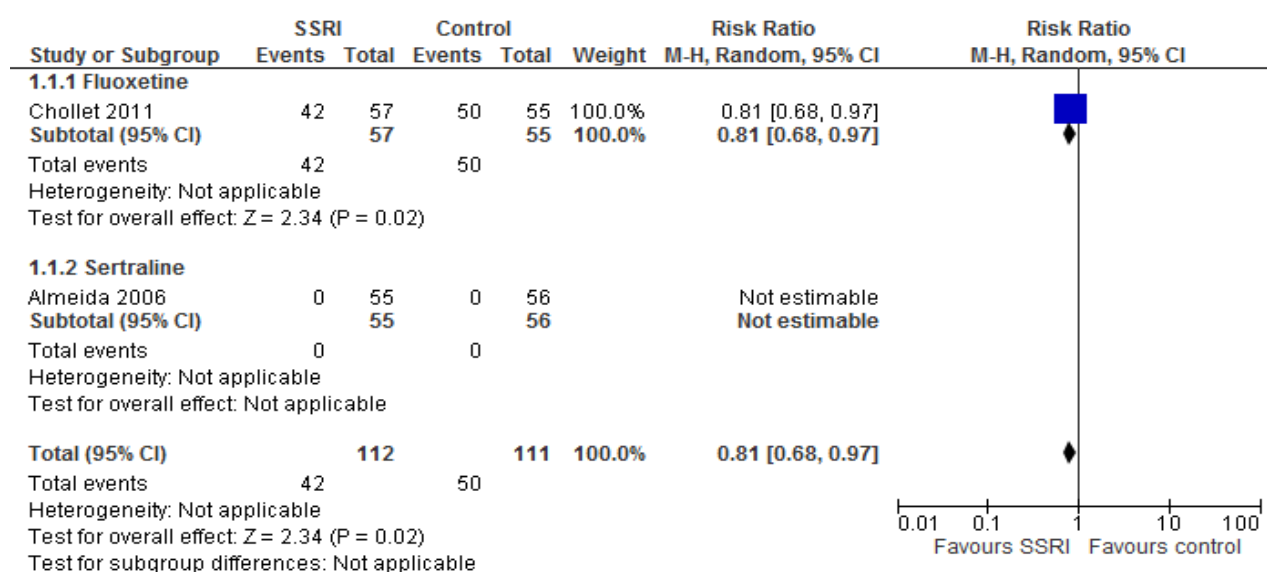 SSRI Control Risk Ratio Risk Ratio
Study or Subgroup Events Total Events Total Weight M-H, Random, 95% CI M-H, Random, 95% CI
1.1.1 Fluoxetine
Chollet 2011 42 57 50 55 100.0% 0.81 [0.68, 0.97]
Subtotal (95% CI) 57 55 100.0% 0.81 [0.68, 0.97]
Total events 42 50
Heterogeneity: Not applicable
Test for overall effect: Z = 2.34 (P = 0.02)
1.1.2 Sertraline
Almeida 2006 0 55 0 56 Not estimable
Subtotal (95% CI) 55 56 Not estimable
Total events 0 0
Heterogeneity: Not applicable
Test for overall effect: Not applicable
Total (95% CI) 112 111 100.0% 0.81 [0.68, 0.97]
Total events 42 50
Heterogeneity: Not applicable
Test for overall effect: Z = 2.34 (P = 0.02)
Test for subgroup differences: Not applicable
0.01 0.1 1 10 100
Favours SSRI Favours control